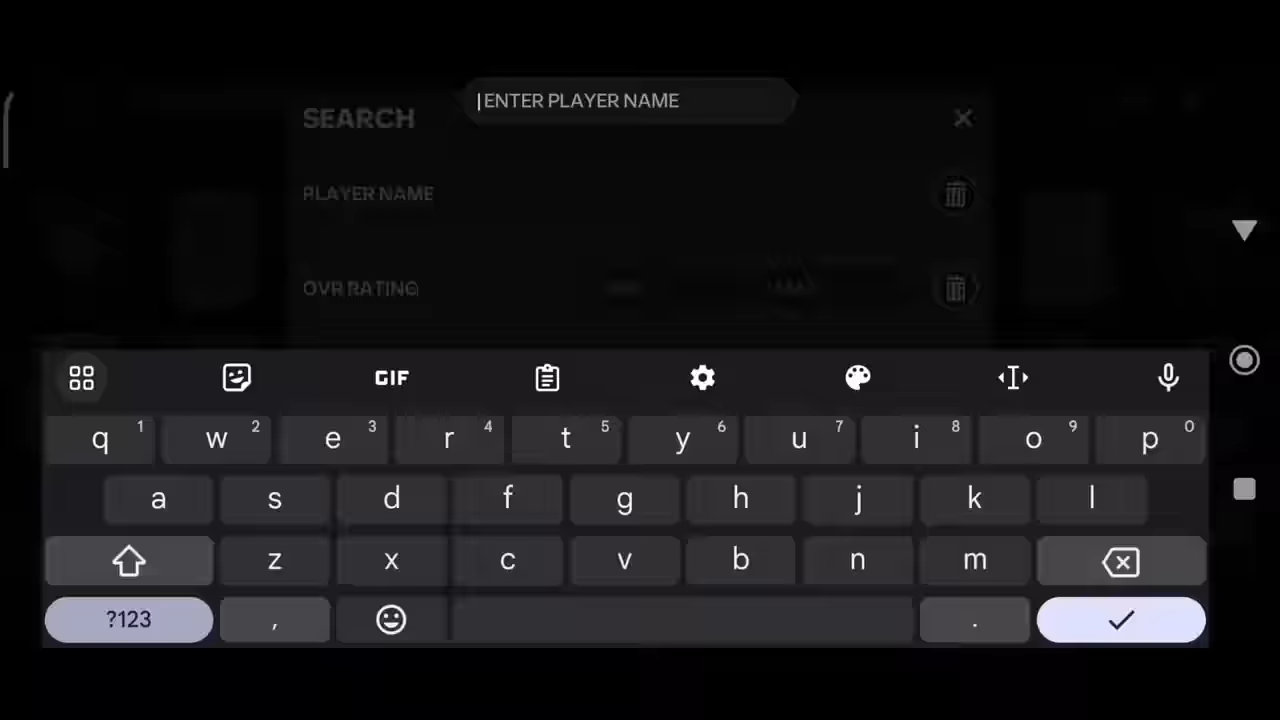 ENTER PLAYER NAME
SEARCH
PLAYER NAME
OVR RATING
GIF
q 1 w 2 e 3 r 4 t 5 y 6 u 7 i 8 o 9 p 0
a s d f g h j k l
z x c v b n m
?123 , .